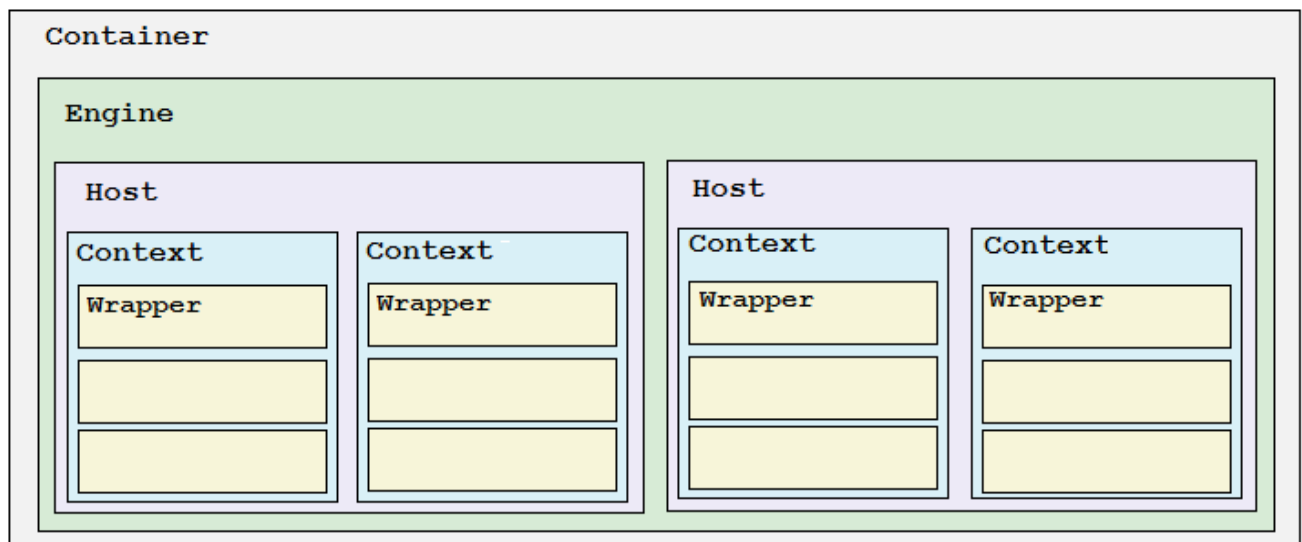 Container
Engine
Host
Context
Wrapper
Context
Wrapper
Host
Context
Wrapper
Context
Wrapper